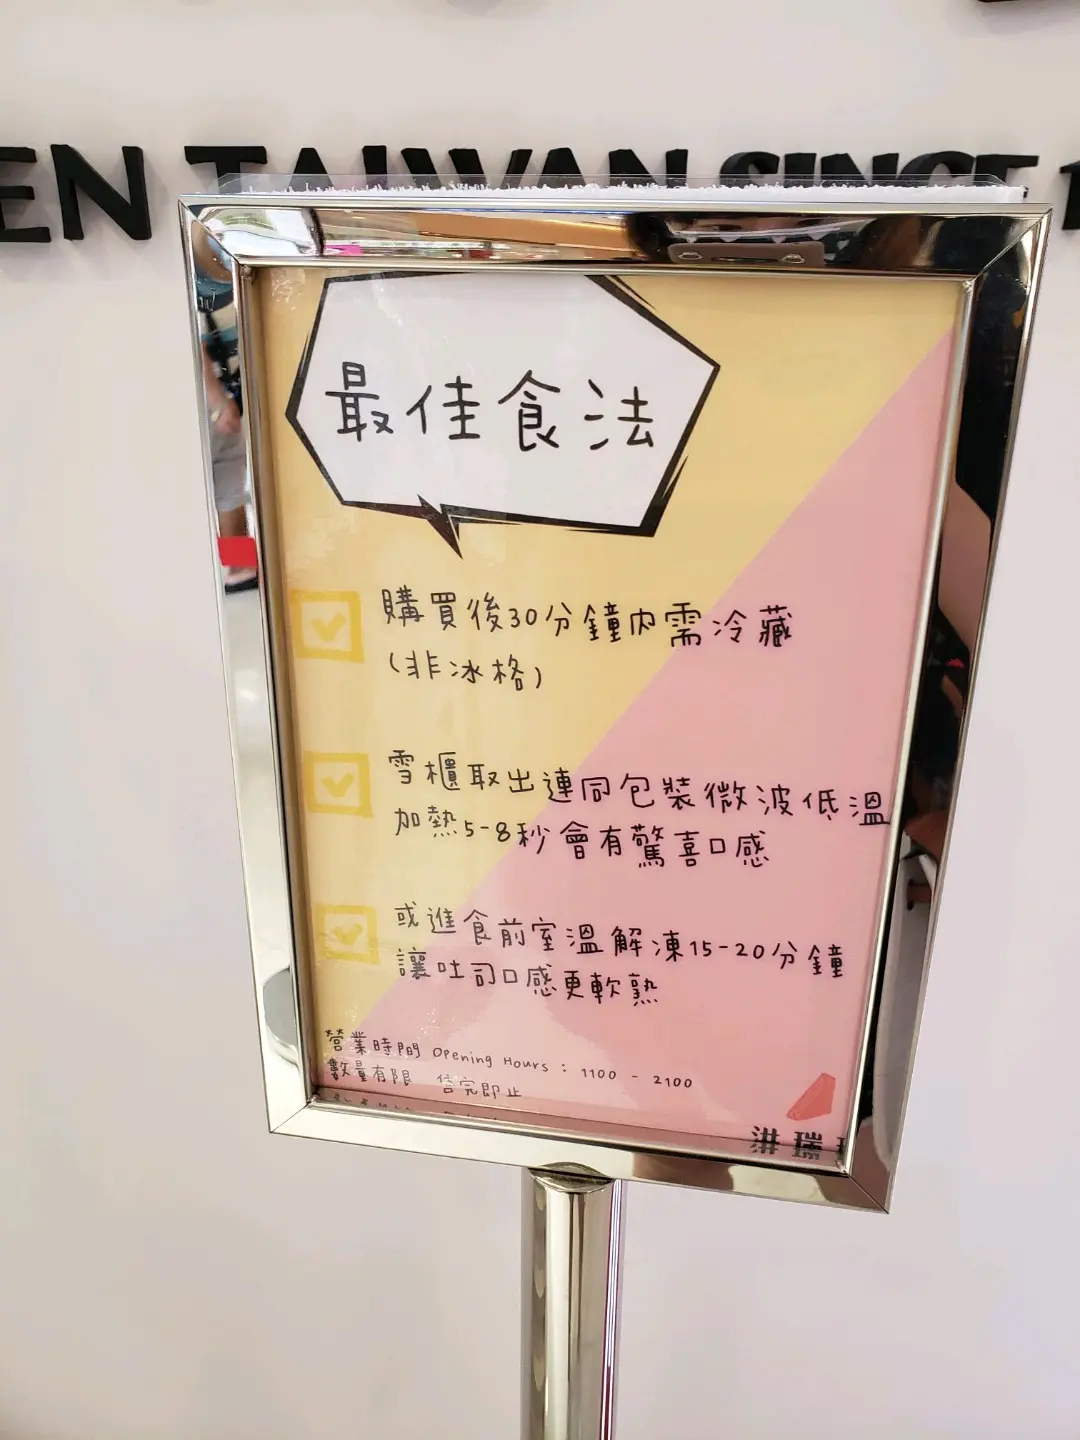 EN TAIWAN SINCE
最佳食法
購買後30分鐘內需冷藏
(非冰格)
雪櫃取出連同包裝微波低溫
加熱5-8秒會有驚喜口感
或進食前室溫解凍15-20分鐘
讓吐司口感更軟熟
營業時間 Opening Hours : 1100 - 2100
數量有限 售完即止
洪瑞